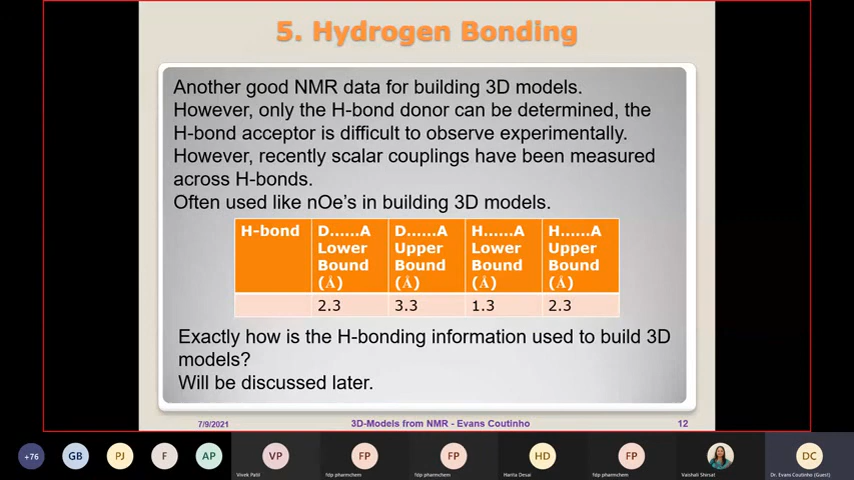 5. Hydrogen Bonding
Another good NMR data for building 3D models.
However, only the H-bond donor can be determined, the
H-bond acceptor is difficult to observe experimentally.
However, recently scalar couplings have been measured
across H-bonds.
Often used like nOe's in building 3D models.
H-bond D......A Lower Bound (Å) D......A Upper Bound (Å) H......A Lower Bound (Å) H......A Upper Bound (Å)
2.3 3.3 1.3 2.3
Exactly how is the H-bonding information used to build 3D
models?
Will be discussed later.
7/9/2021 3D-Models from NMR - Evans Coutinho 12
+76 GB PJ F AP VP FP FP HD FP DC
Vivek Patil fdp pharmchem fdp pharmchem Harita Desai fdp pharmchem Vaishali Shirsat Dr. Evans Coutinho (Guest)